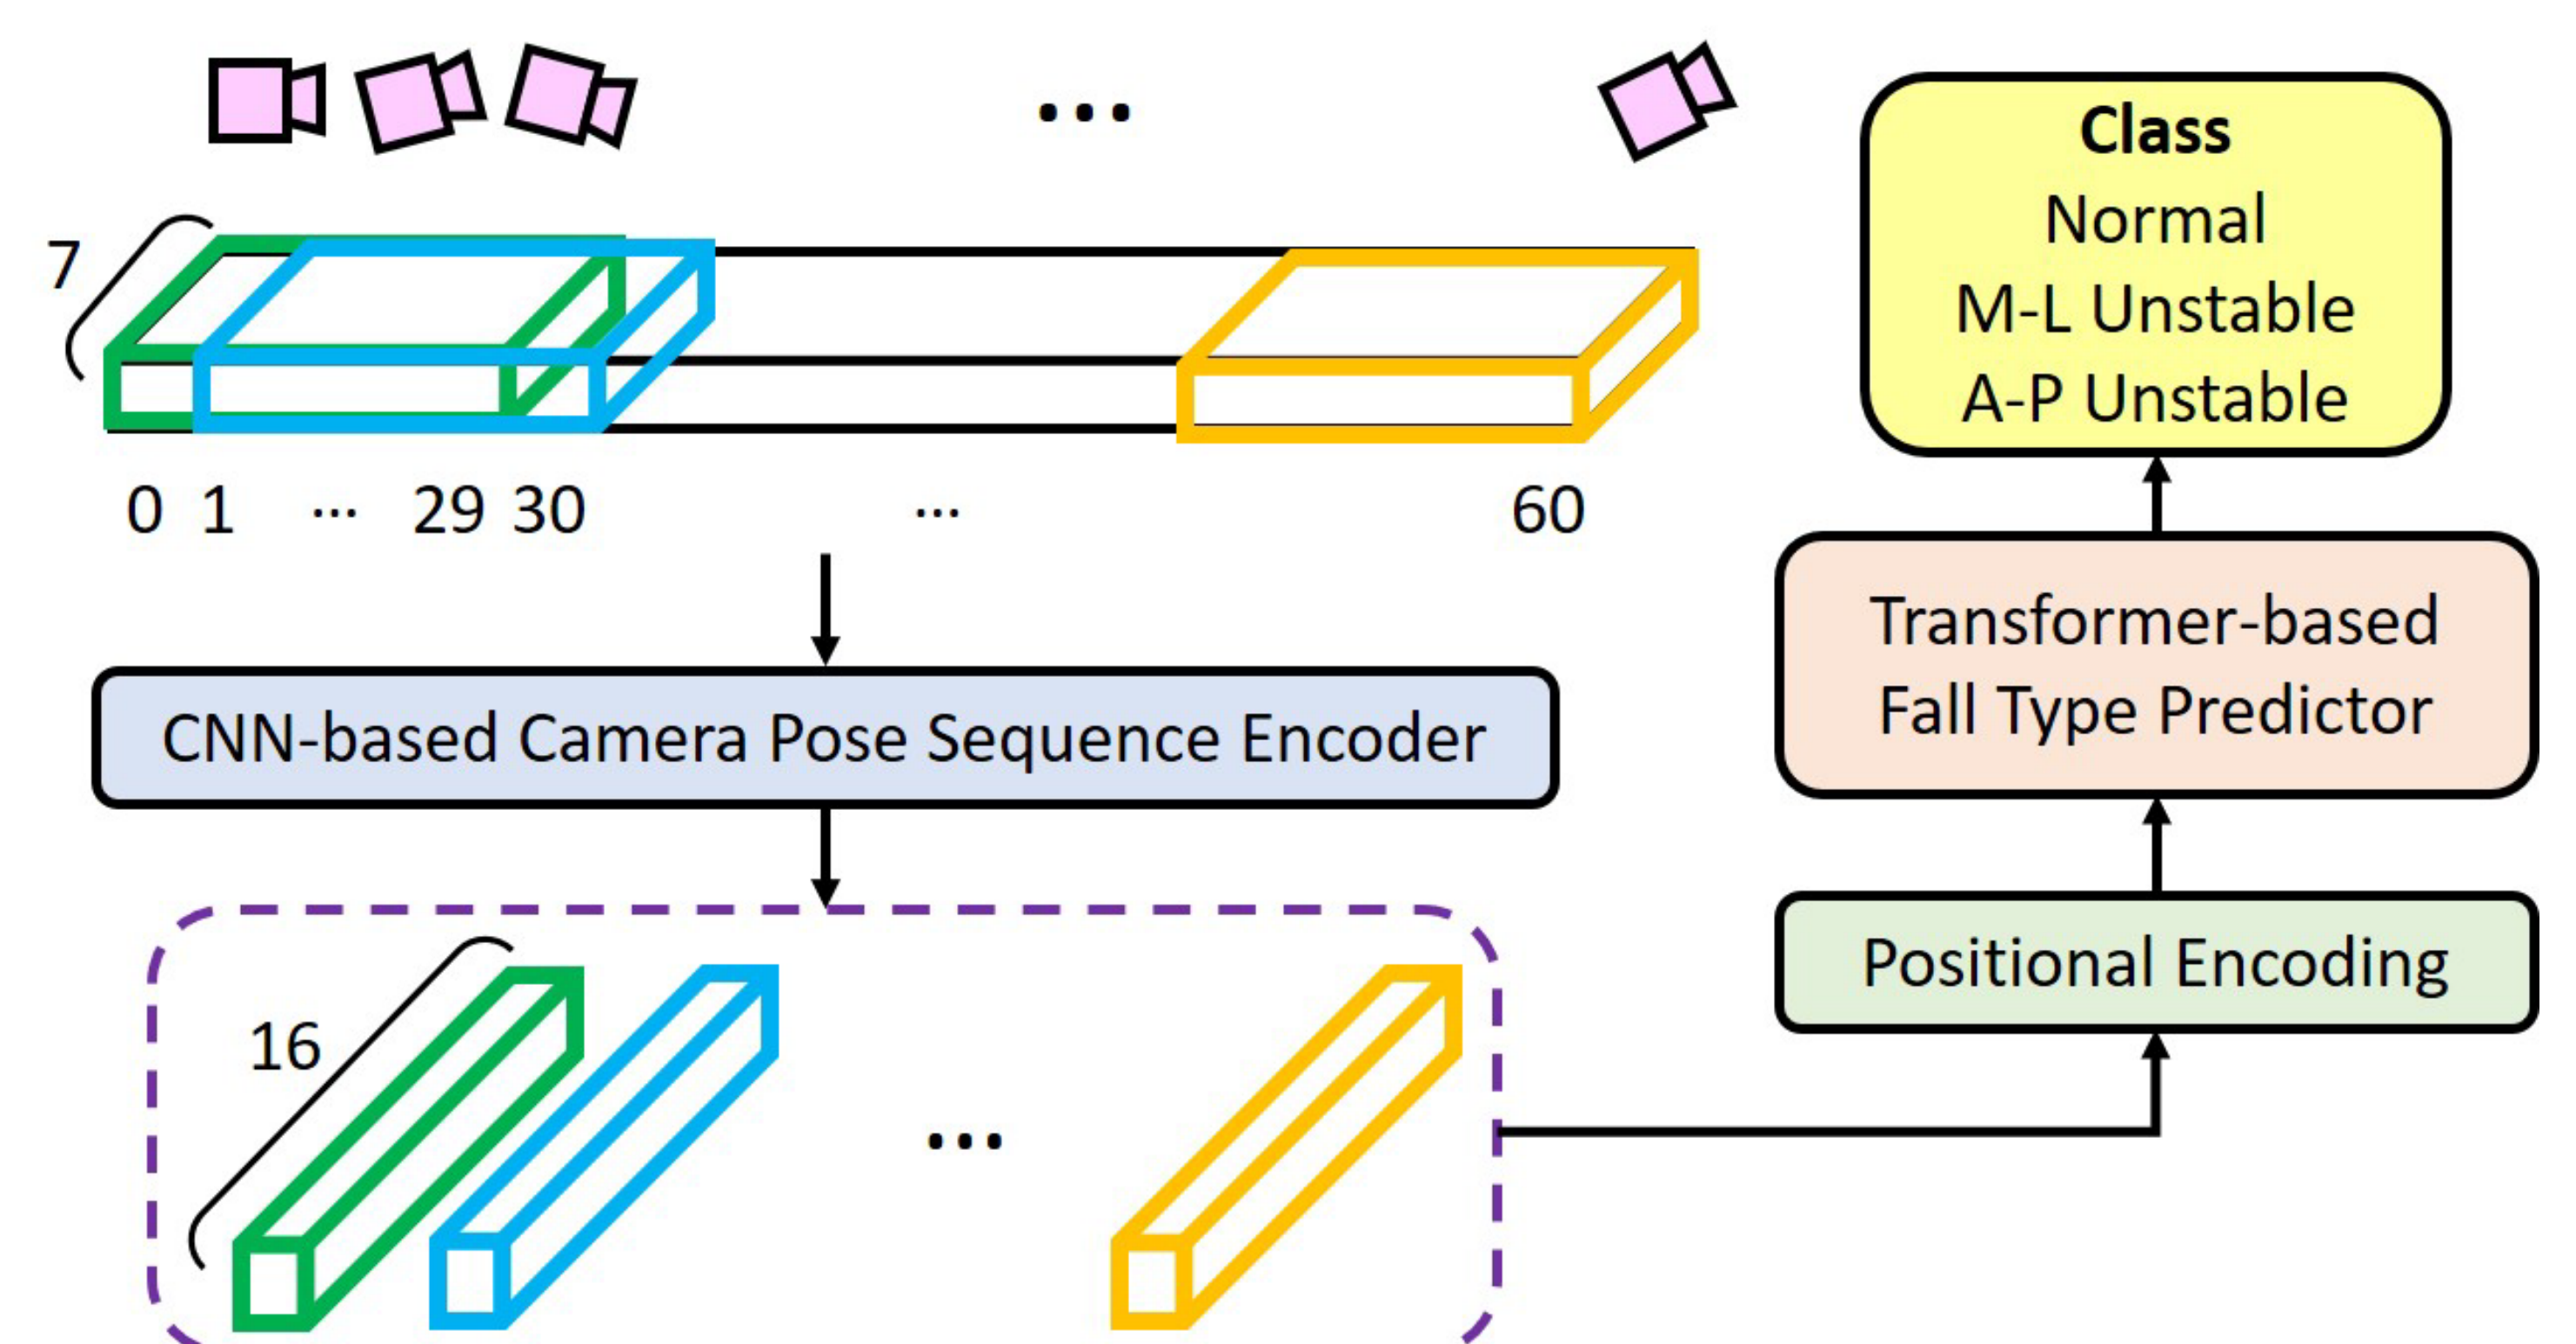 7
0 1 ... 29 30 ... 60
CNN-based Camera Pose Sequence Encoder
16
...
Class
Normal
M-L Unstable
A-P Unstable
Transformer-based
Fall Type Predictor
Positional Encoding